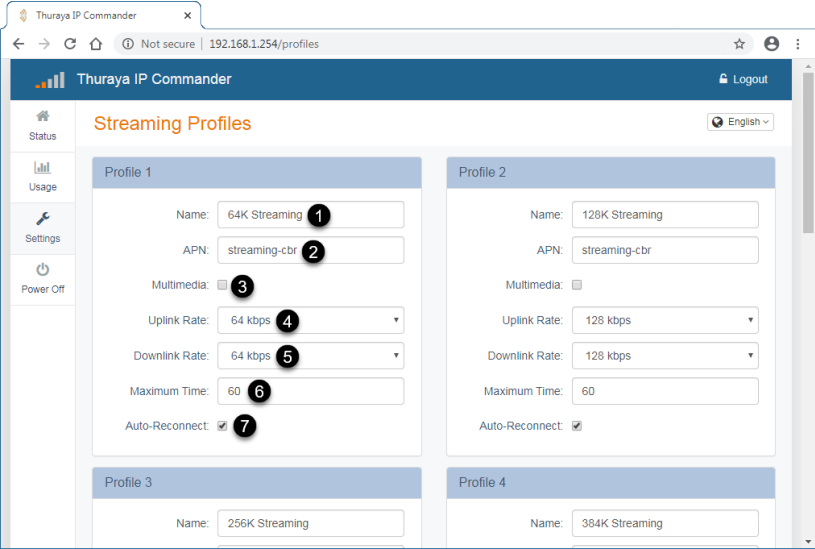 Thuraya IP Commander
Not secure | 192.168.1.254/profiles
Thuraya IP Commander
Logout
Status
Usage
Settings
Power Off
Streaming Profiles
English
Profile 1
Name: 64K Streaming 1
APN: streaming-cbr 2
Multimedia: 3
Uplink Rate: 64 kbps 4
Downlink Rate: 64 kbps 5
Maximum Time: 60 6
Auto-Reconnect: 7
Profile 2
Name: 128K Streaming
APN: streaming-cbr
Multimedia:
Uplink Rate: 128 kbps
Downlink Rate: 128 kbps
Maximum Time: 60
Auto-Reconnect:
Profile 3
Name: 256K Streaming
Profile 4
Name: 384K Streaming